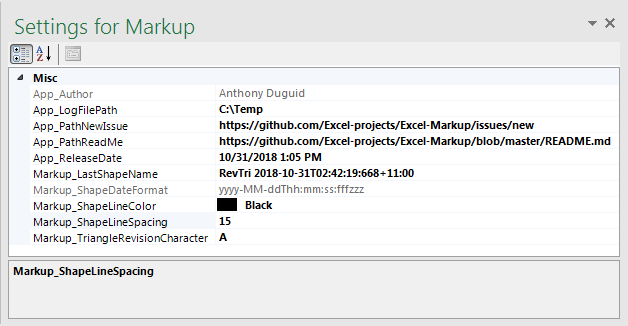 Settings for Markup
Misc
App_Author Anthony Duguid
App_LogFilePath C:\Temp
App_PathNewIssue https://github.com/Excel-projects/Excel-Markup/issues/new
App_PathReadMe https://github.com/Excel-projects/Excel-Markup/blob/master/README.md
App_ReleaseDate 10/31/2018 1:05 PM
Markup_LastShapeName RevTri 2018-10-31T02:42:19:668+11:00
Markup_ShapeDateFormat yyyy-MM-ddThh:mm:ss:fffzzz
Markup_ShapeLineColor Black
Markup_ShapeLineSpacing 15
Markup_TriangleRevisionCharacter A
Markup_ShapeLineSpacing